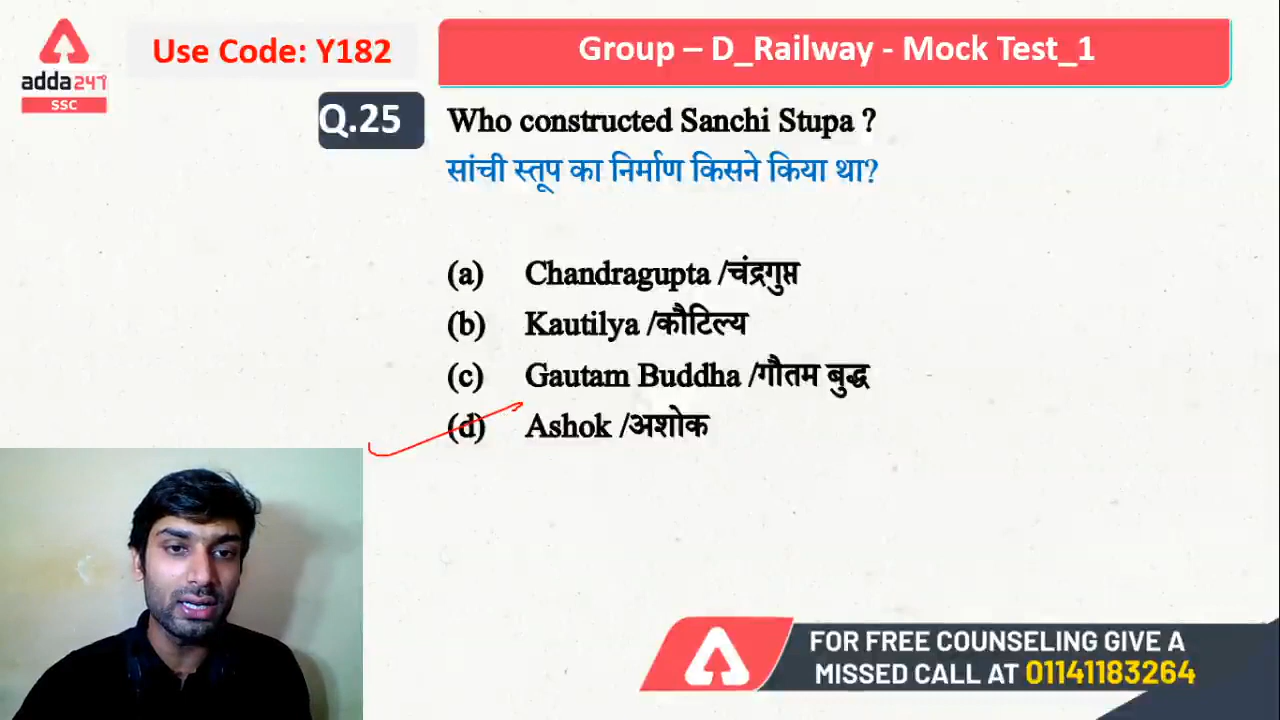 adda247
SSC
Use Code: Y182
Group – D_Railway - Mock Test_1
Q.25
Who constructed Sanchi Stupa ?
सांची स्तूप का निर्माण किसने किया था?
(a) Chandragupta /चंद्रगुप्त
(b) Kautilya /कौटिल्य
(c) Gautam Buddha /गौतम बुद्ध
(d) Ashok /अशोक
FOR FREE COUNSELING GIVE A
MISSED CALL AT 01141183264